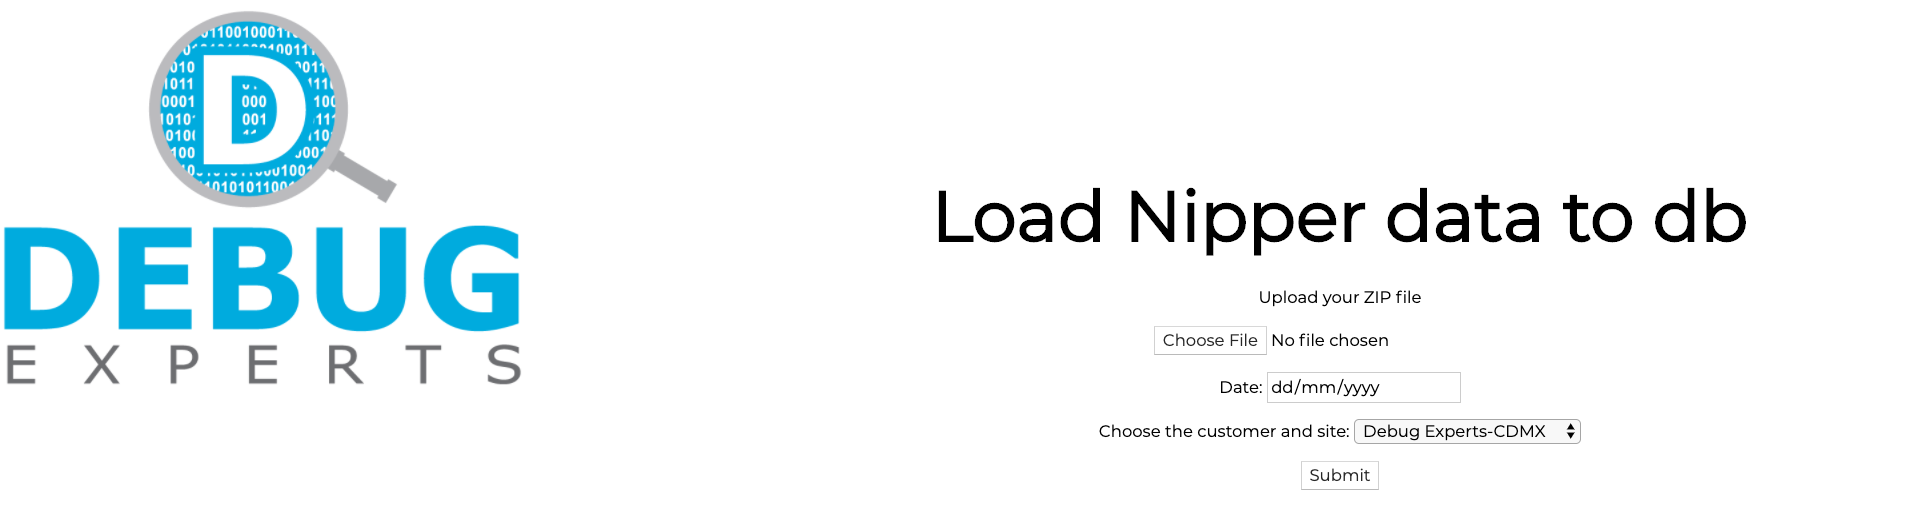 D
DEBUG
EXPERTS
Load Nipper data to db
Upload your ZIP file
Choose File No file chosen
Date: dd/mm/yyyy
Choose the customer and site: Debug Experts-CDMX
Submit